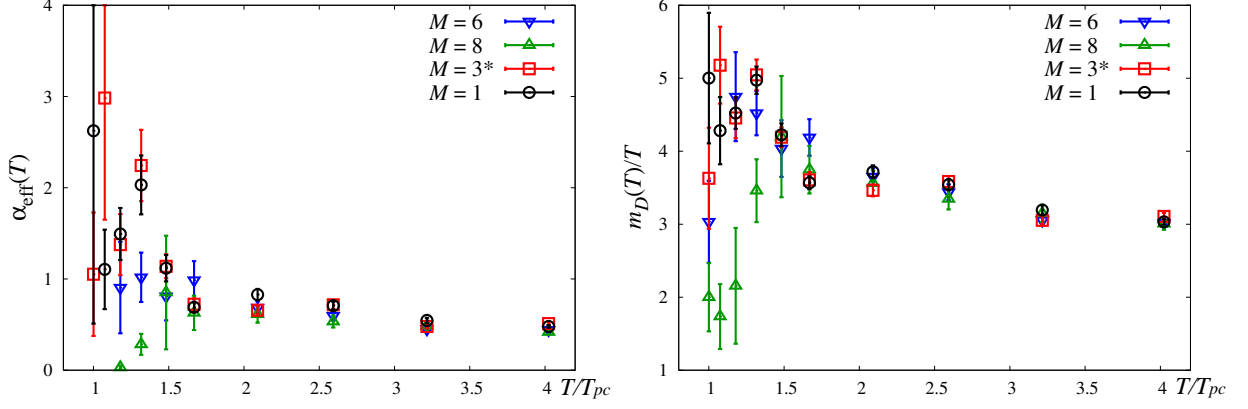 α_eff(T)
4
3
2
1
0
M = 6
M = 8
M = 3*
M = 1
1 1.5 2 2.5 3 3.5 4 T/T_pc
m_D(T)/T
6
5
4
3
2
1
M = 6
M = 8
M = 3*
M = 1
1 1.5 2 2.5 3 3.5 4 T/T_pc